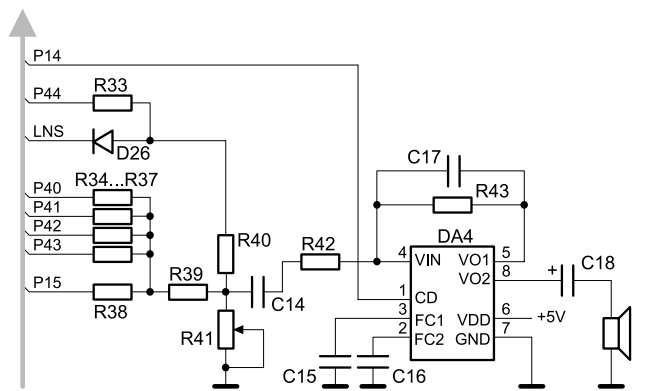 P14
P44 R33
LNS D26
C17
R34...R37 R43
P40
P41
P42
P43
R40 R42 DA4
4 VIN VO1 5
VO2 8 + C18
P15 R39 C14 1 CD
R38
3 FC1 VDD 6 +5V
R41 2 FC2 GND 7
C15 C16